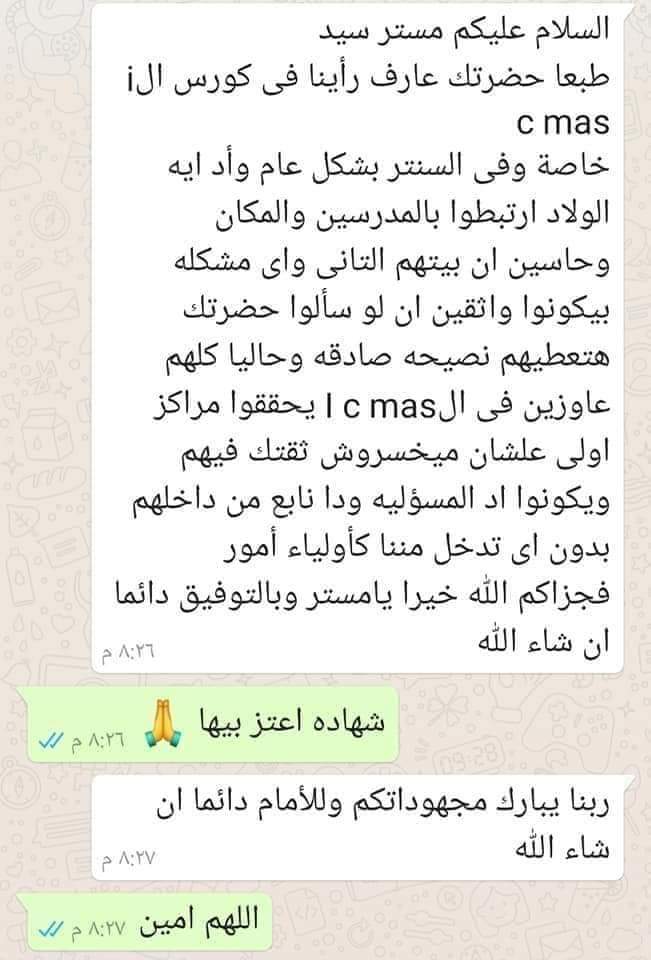 السلام عليكم مستر سيد
طبعا حضرتك عارف رأينا فى كورس الi
c mas
خاصة وفى السنتر بشكل عام وأد ايه
الولاد ارتبطوا بالمدرسين والمكان
وحاسين ان بيتهم التانى واى مشكله
بيكونوا واثقين ان لو سألوا حضرتك
هتعطيهم نصيحه صادقه وحاليا كلهم
عاوزين فى الI c mas يحققوا مراكز
اولى علشان ميخسروش ثقتك فيهم
ويكونوا اد المسؤليه ودا نابع من داخلهم
بدون اى تدخل مننا كأولياء أمور
فجزاكم الله خيرا يامستر وبالتوفيق دائما
ان شاء الله
٨:٢٦ م
شهاده اعتز بيها 🙏
٨:٢٦ م
ربنا يبارك مجهوداتكم وللأمام دائما ان
شاء الله
٨:٢٧ م
اللهم امين
٨:٢٧ م